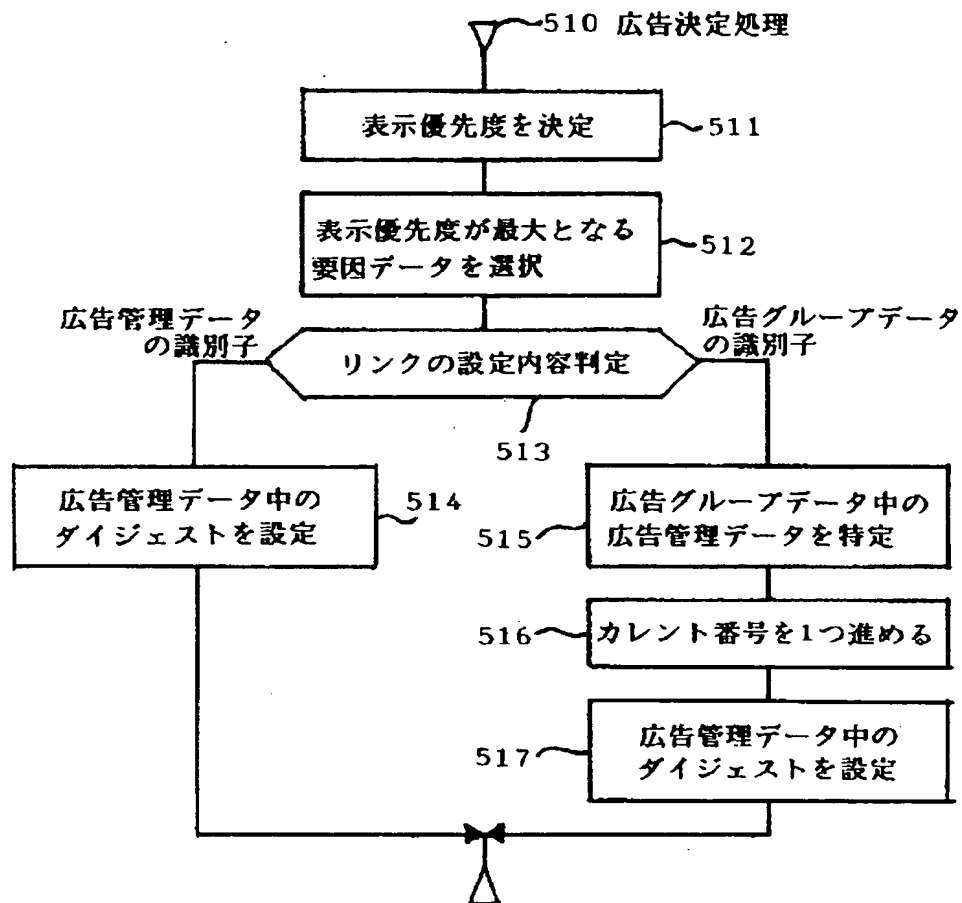 510 広告決定処理
表示優先度を決定
511
表示優先度が最大となる
要因データを選択
512
広告管理データ
の識別子
広告グループデータ
の識別子
リンクの設定内容判定
513
広告管理データ中の
ダイジェストを設定
514
広告グループデータ中の
広告管理データを特定
515
カレント番号を1つ進める
516
広告管理データ中の
ダイジェストを設定
517